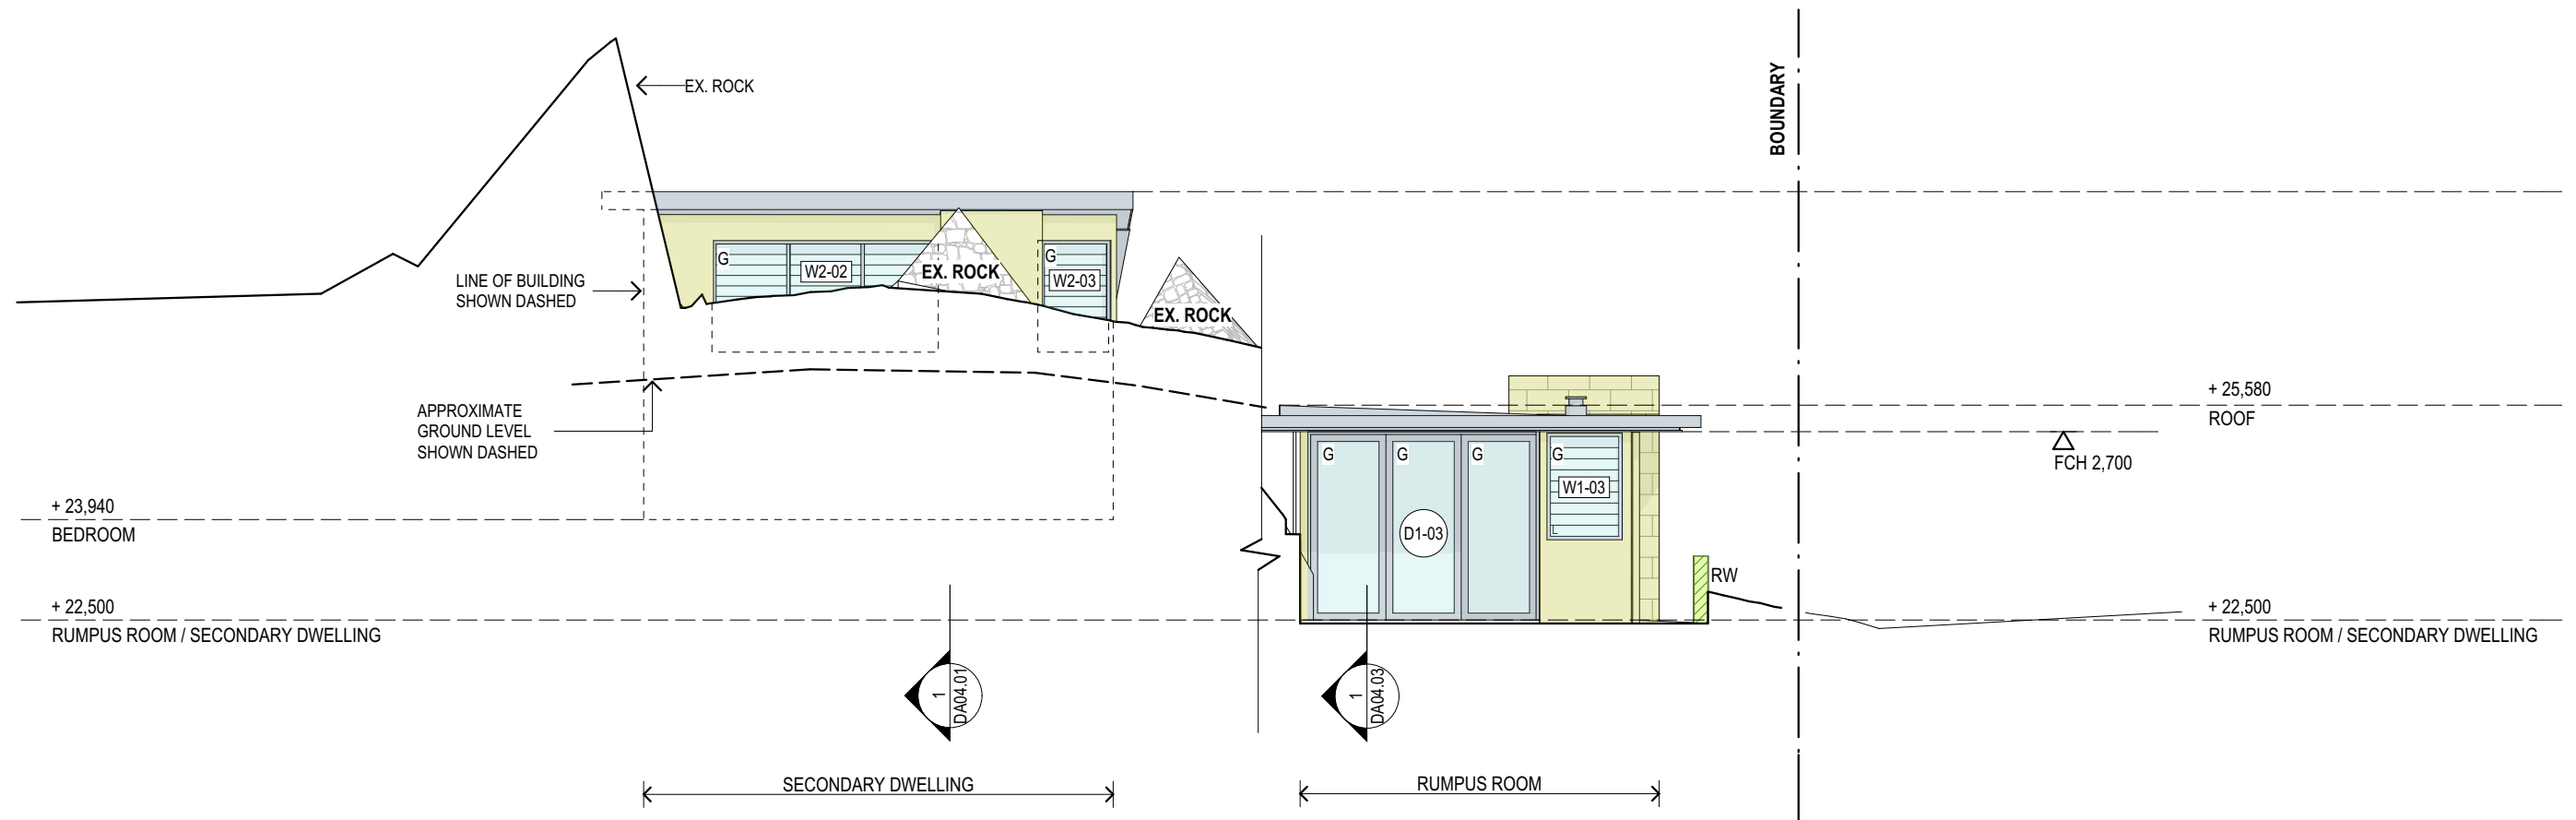 EX. ROCK
BOUNDARY
LINE OF BUILDING
SHOWN DASHED
G
W2-02
EX. ROCK
G
W2-03
EX. ROCK
APPROXIMATE
GROUND LEVEL
SHOWN DASHED
+ 25,580
ROOF
FCH 2,700
G
G
G
G
W1-03
D1-03
+ 23,940
BEDROOM
RW
+ 22,500
RUMPUS ROOM / SECONDARY DWELLING
+ 22,500
RUMPUS ROOM / SECONDARY DWELLING
1
DA04.01
1
DA04.03
SECONDARY DWELLING
RUMPUS ROOM